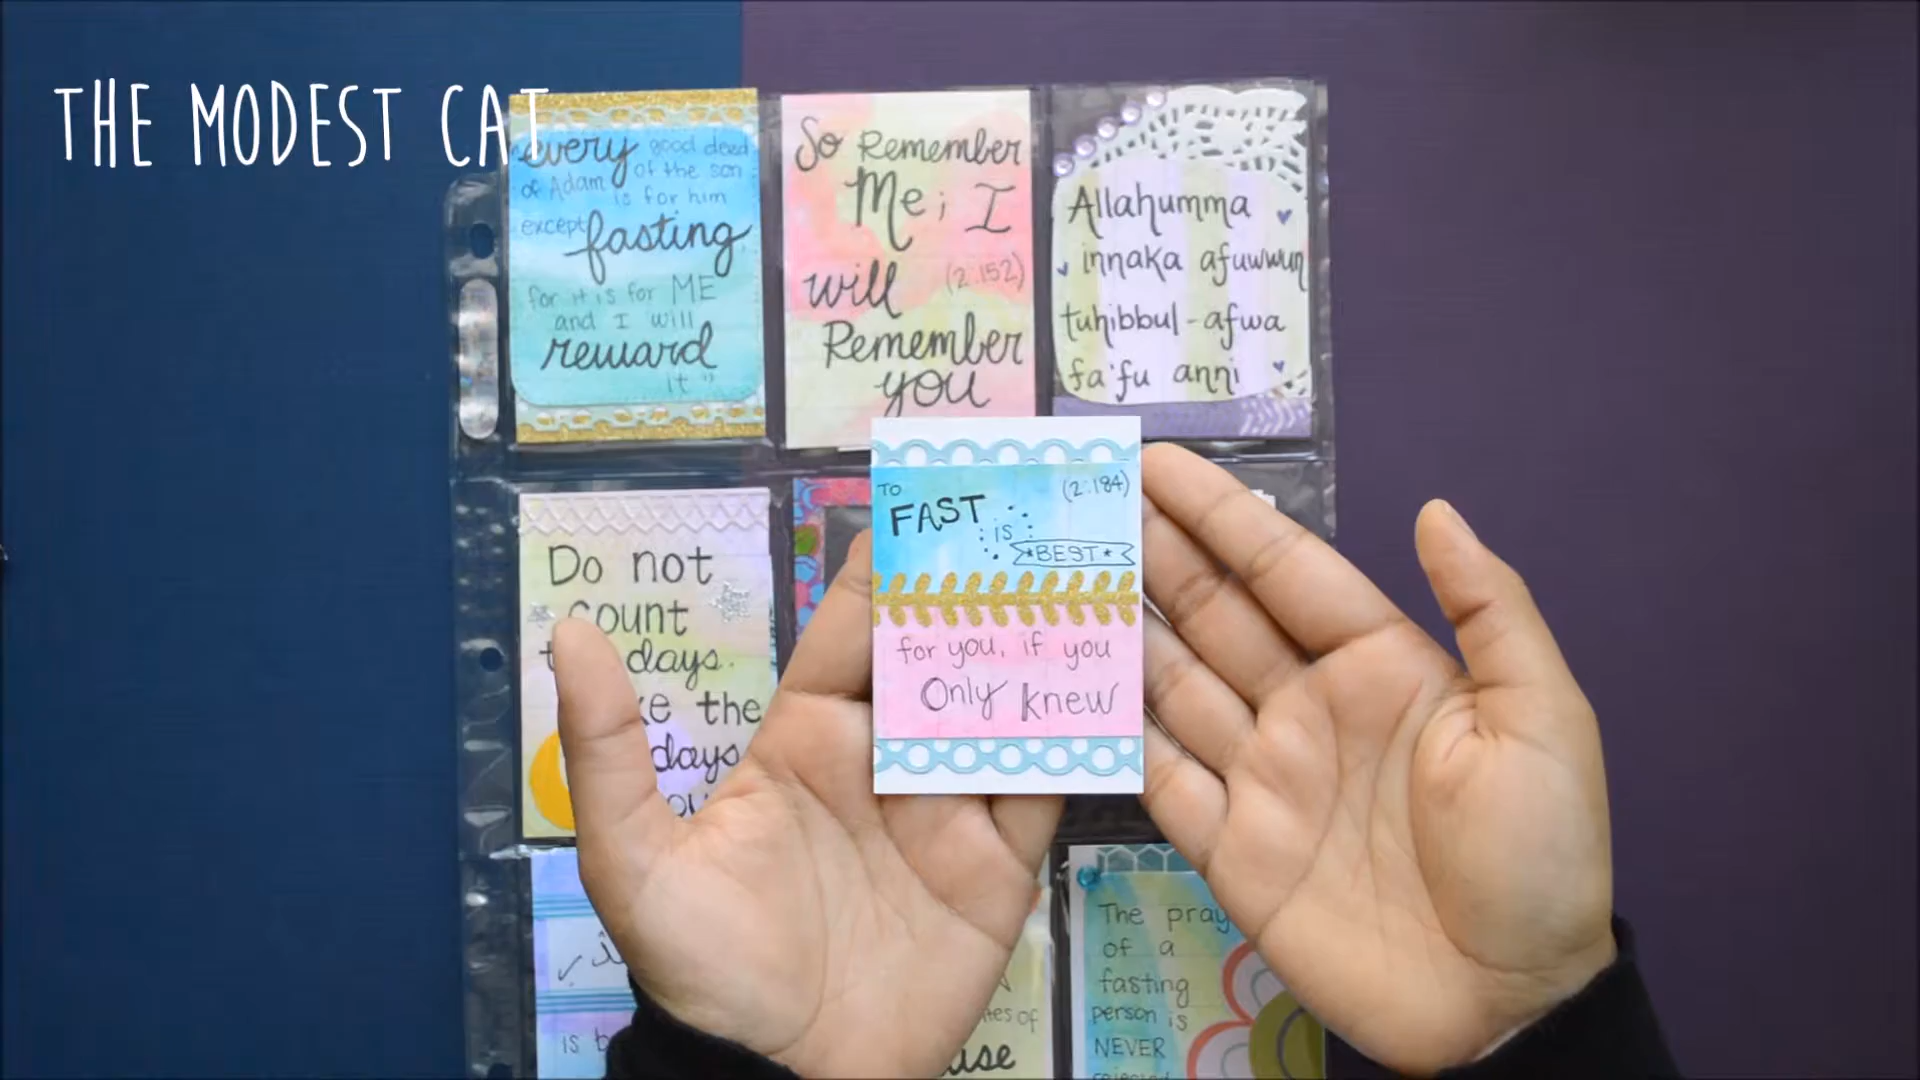 THE MODEST CAT
every good deed
of Adam of the son
is for him
except fasting,
for it is for ME
and I will
reward
it"
So Remember
Me; I
will (2:152)
Remember
you
Allahumma
innaka afuwwun
tuhibbul-afwa
fa'fu anni
Do not
count
days.
the
days
TO (2:184)
FAST
is
*BEST*
for you, if you
Only knew
is
The
of a
fasting
person is
NEVER